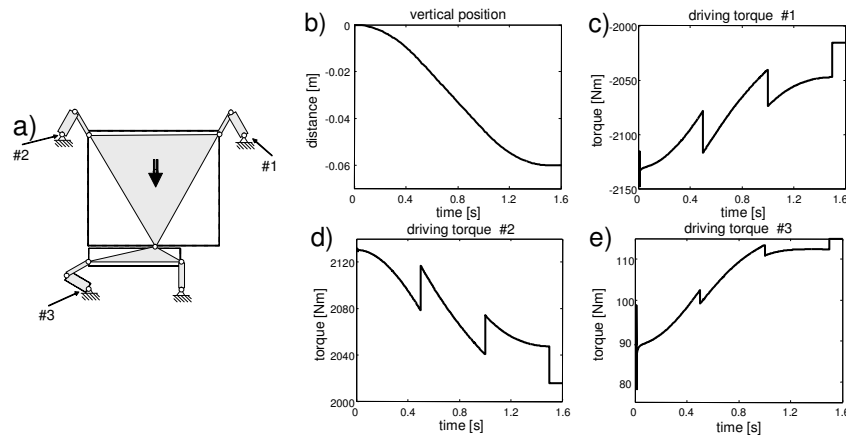 a)
#2
#1
#3
b)
vertical position
distance [m]
0
-0.02
-0.04
-0.06
0 0.4 0.8 1.2 1.6
time [s]
c)
driving torque #1
torque [Nm]
-2000
-2050
-2100
-2150
0 0.4 0.8 1.2 1.6
time [s]
d)
driving torque #2
torque [Nm]
2120
2080
2040
2000
0 0.4 0.8 1.2 1.6
time [s]
e)
driving torque #3
torque [Nm]
110
100
90
80
0 0.4 0.8 1.2 1.6
time [s]